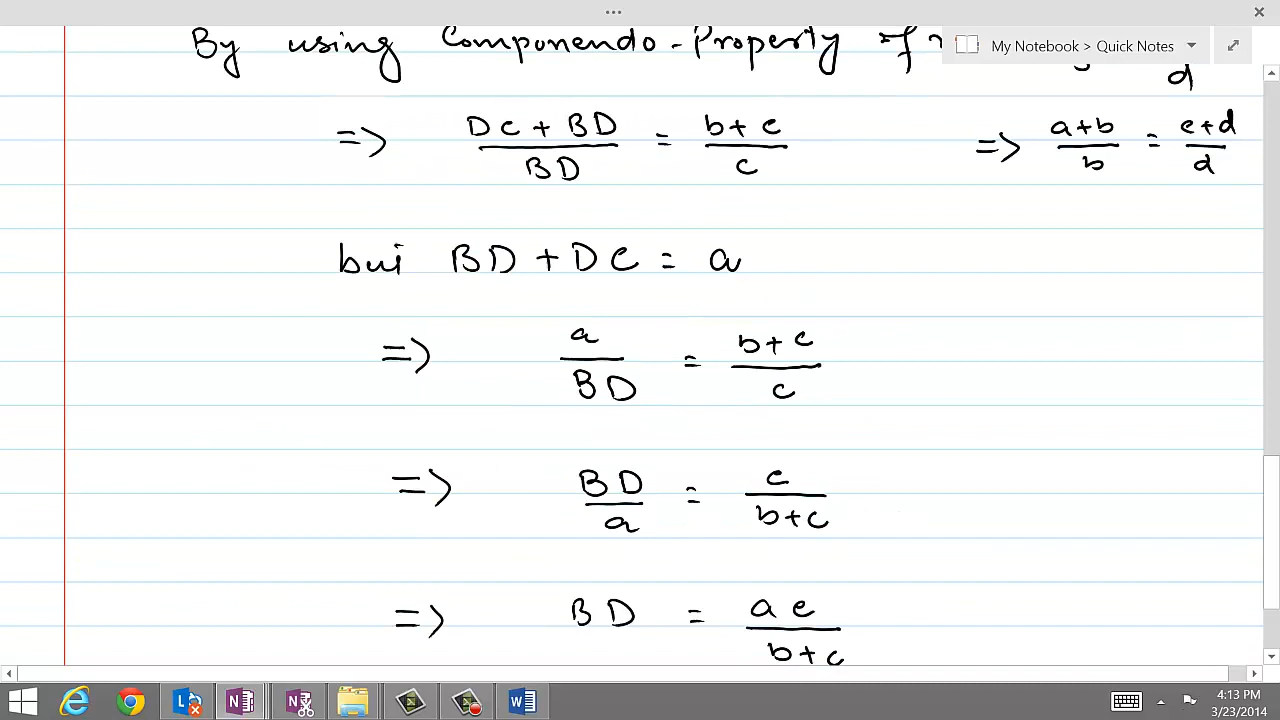 My Notebook > Quick Notes
By using Componendo-Property of
d
=> DC + BD / BD = b + c / c => a+b / b = c+d / d
but BD + DC = a
=> a / BD = b + c / c
=> BD / a = c / b+c
=> BD = a c / b+c
4:13 PM
3/23/2014